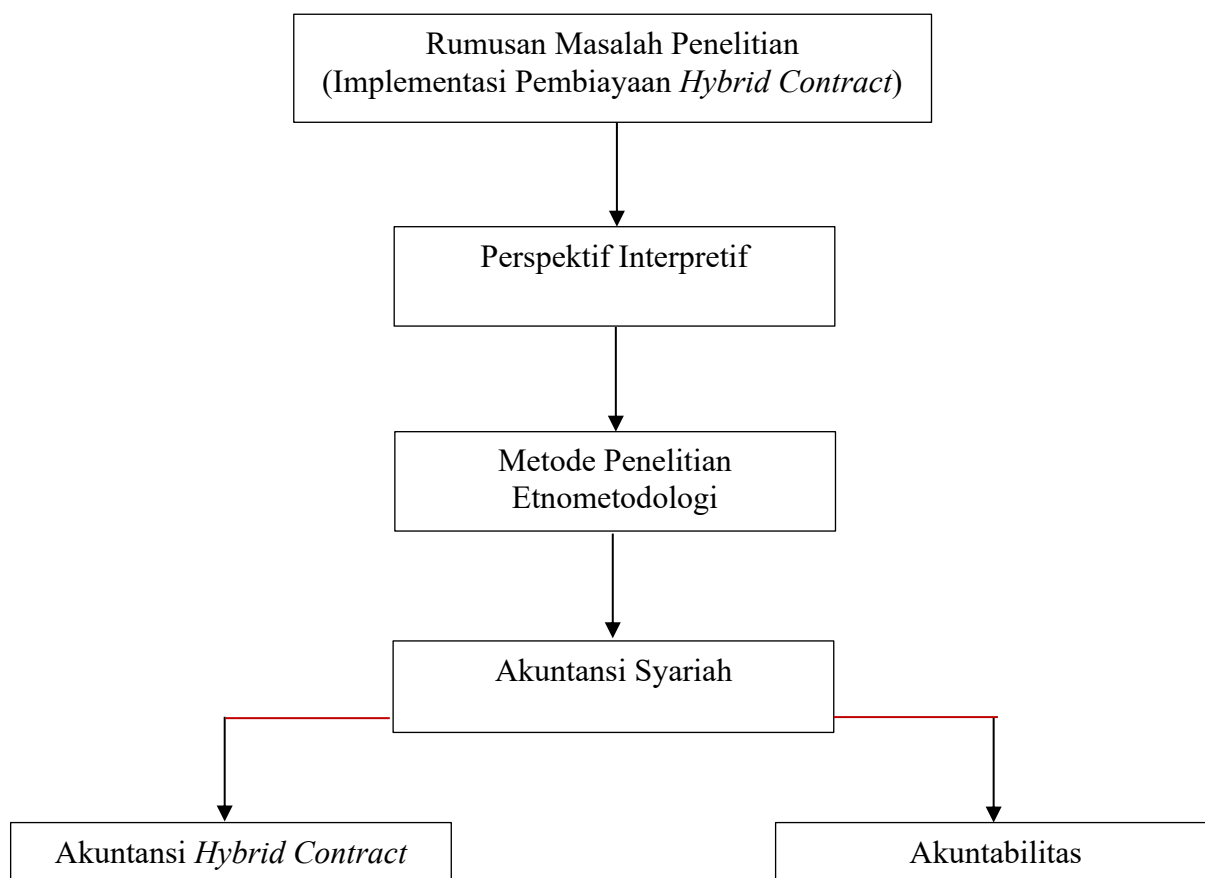 Rumusan Masalah Penelitian
(Implementasi Pembiayaan Hybrid Contract)
Perspektif Interpretif
Metode Penelitian
Etnometodologi
Akuntansi Syariah
Akuntansi Hybrid Contract
Akuntabilitas